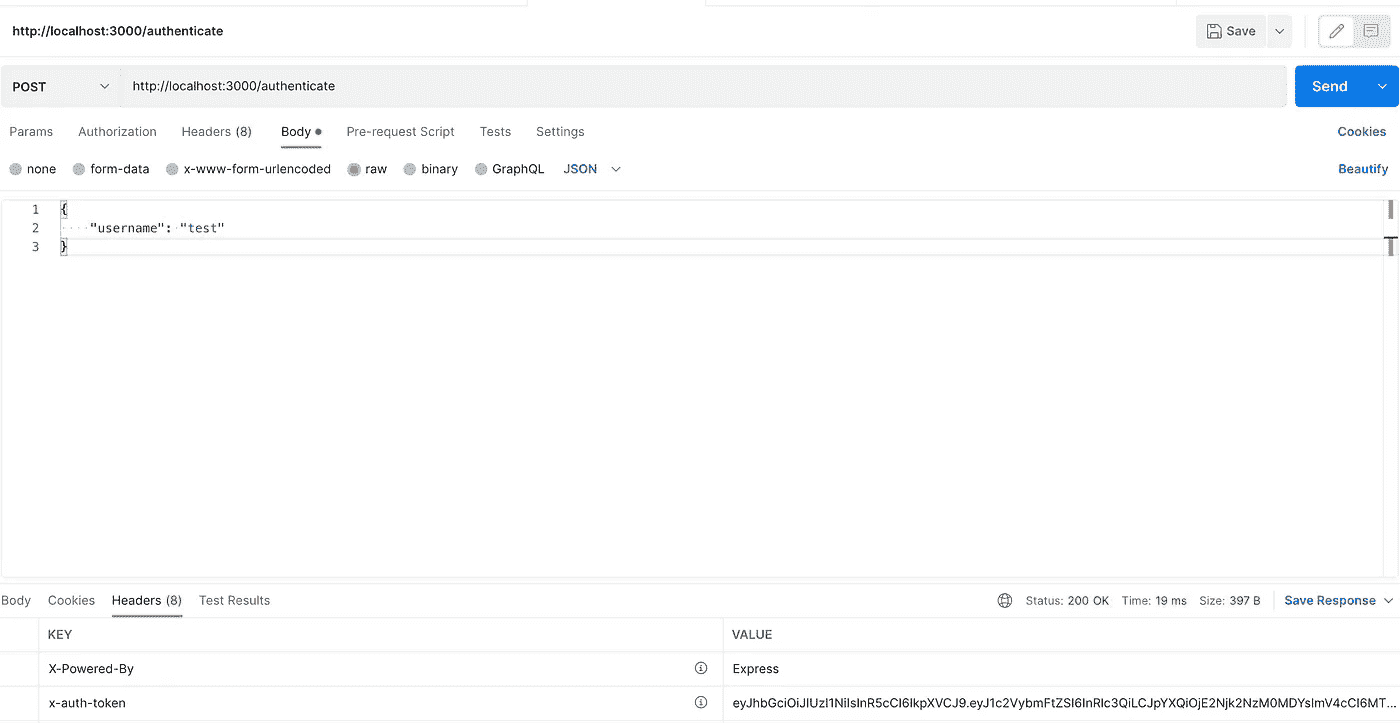 http://localhost:3000/authenticate Save
POST http://localhost:3000/authenticate Send
Params Authorization Headers (8) Body Pre-request Script Tests Settings Cookies
none form-data x-www-form-urlencoded raw binary GraphQL JSON Beautify
1 {
2 "username": "test"
3 }
Body Cookies Headers (8) Test Results Status: 200 OK Time: 19 ms Size: 397 B Save Response
KEY VALUE
X-Powered-By Express
x-auth-token eyJhbGciOiJIUzI1NiIsInR5cCI6IkpXVCJ9.eyJ1c2VybmFtZSI6InRlc3QiLCJpYXQiOjE2Njk2NzM0MDYsImV4cCI6MT...